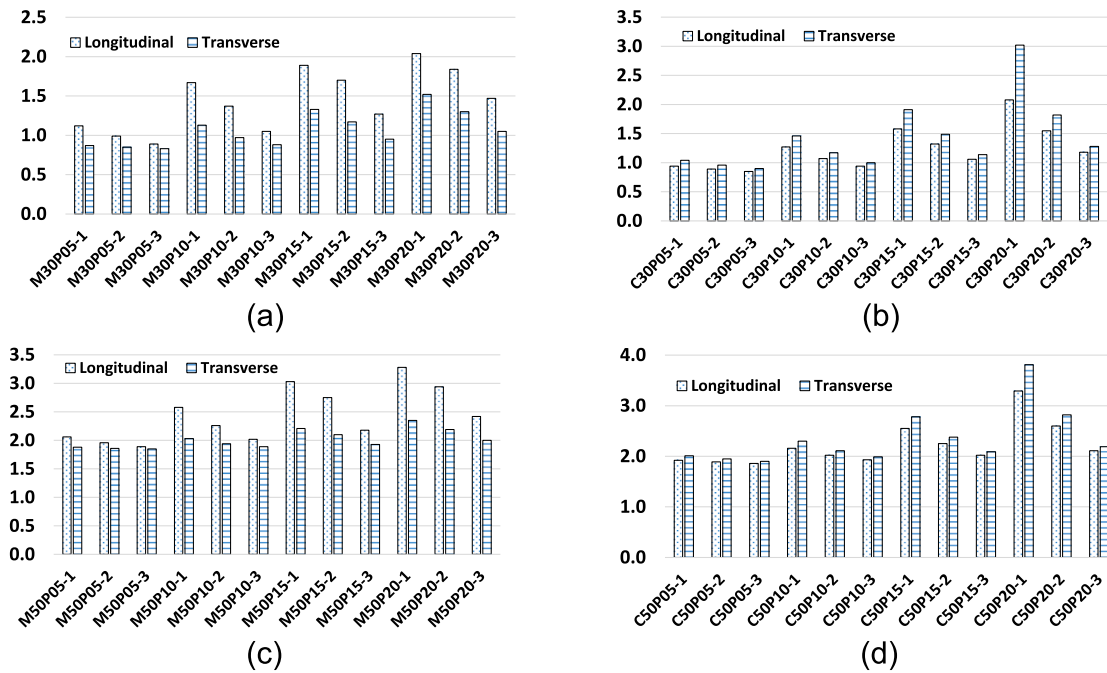 2.5
Longitudinal Transverse
2.0
1.5
1.0
0.5
0.0
M30P05-1 M30P05-2 M30P05-3 M30P10-1 M30P10-2 M30P10-3 M30P15-1 M30P15-2 M30P15-3 M30P20-1 M30P20-2 M30P20-3
(a)
3.5
Longitudinal Transverse
3.0
2.5
2.0
1.5
1.0
0.5
0.0
C30P05-1 C30P05-2 C30P05-3 C30P10-1 C30P10-2 C30P10-3 C30P15-1 C30P15-2 C30P15-3 C30P20-1 C30P20-2 C30P20-3
(b)
3.5
Longitudinal Transverse
3.0
2.5
2.0
1.5
1.0
0.5
0.0
M50P05-1 M50P05-2 M50P05-3 M50P10-1 M50P10-2 M50P10-3 M50P15-1 M50P15-2 M50P15-3 M50P20-1 M50P20-2 M50P20-3
(c)
4.0
Longitudinal Transverse
3.0
2.0
1.0
0.0
C50P05-1 C50P05-2 C50P05-3 C50P10-1 C50P10-2 C50P10-3 C50P15-1 C50P15-2 C50P15-3 C50P20-1 C50P20-2 C50P20-3
(d)